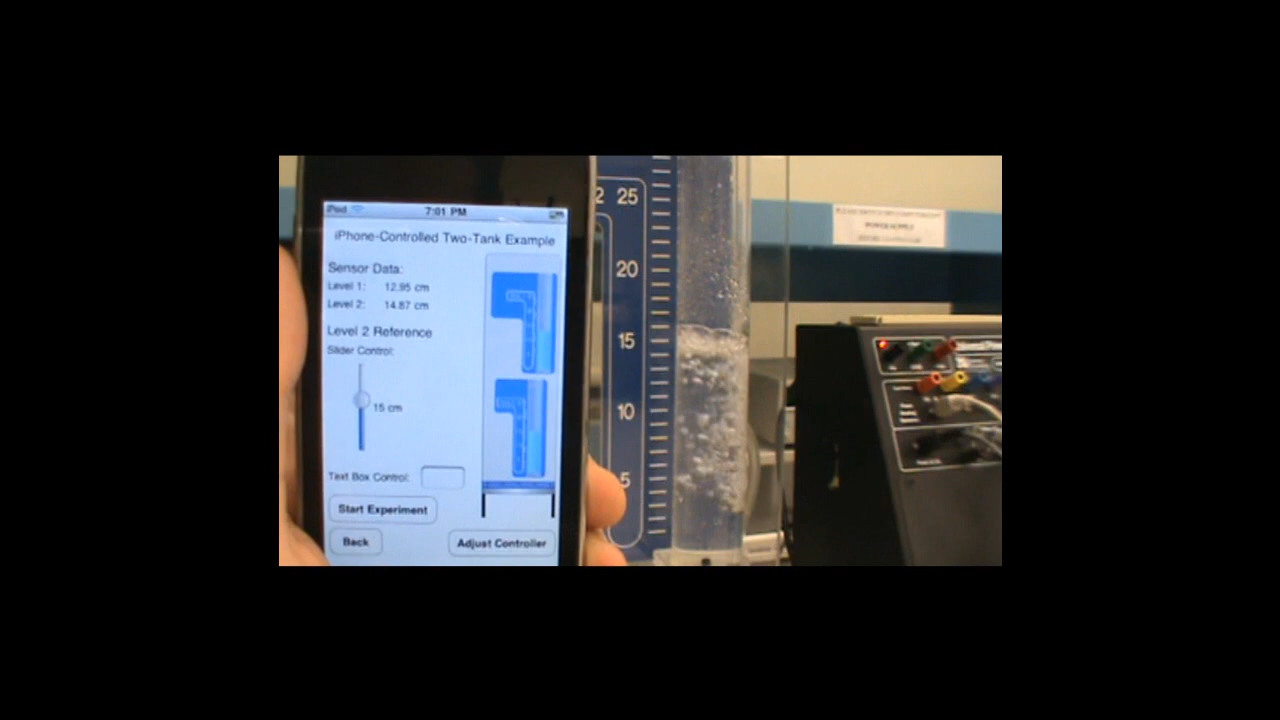 iPod 7:01 PM
iPhone-Controlled Two-Tank Example
Sensor Data:
Level 1: 12.95 cm
Level 2: 14.87 cm
Level 2 Reference
Slider Control:
15 cm
Text Box Control:
Start Experiment
Back
Adjust Controller
2 25
20
15
10
5
POWER SUPPLY